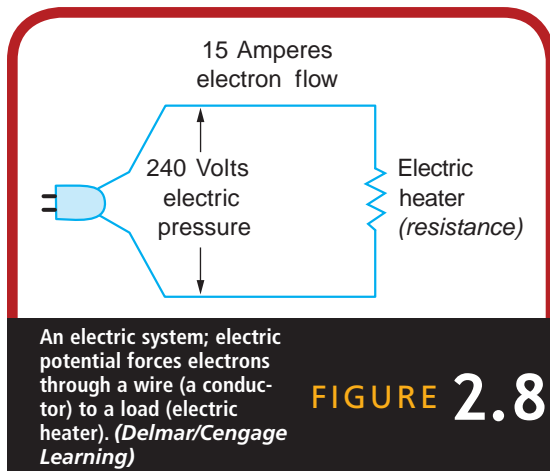 15 Amperes
electron flow
240 Volts
electric
pressure
Electric
heater
(resistance)
An electric system; electric
potential forces electrons
through a wire (a conduc-
tor) to a load (electric
heater). (Delmar/Cengage
Learning)
FIGURE 2.8